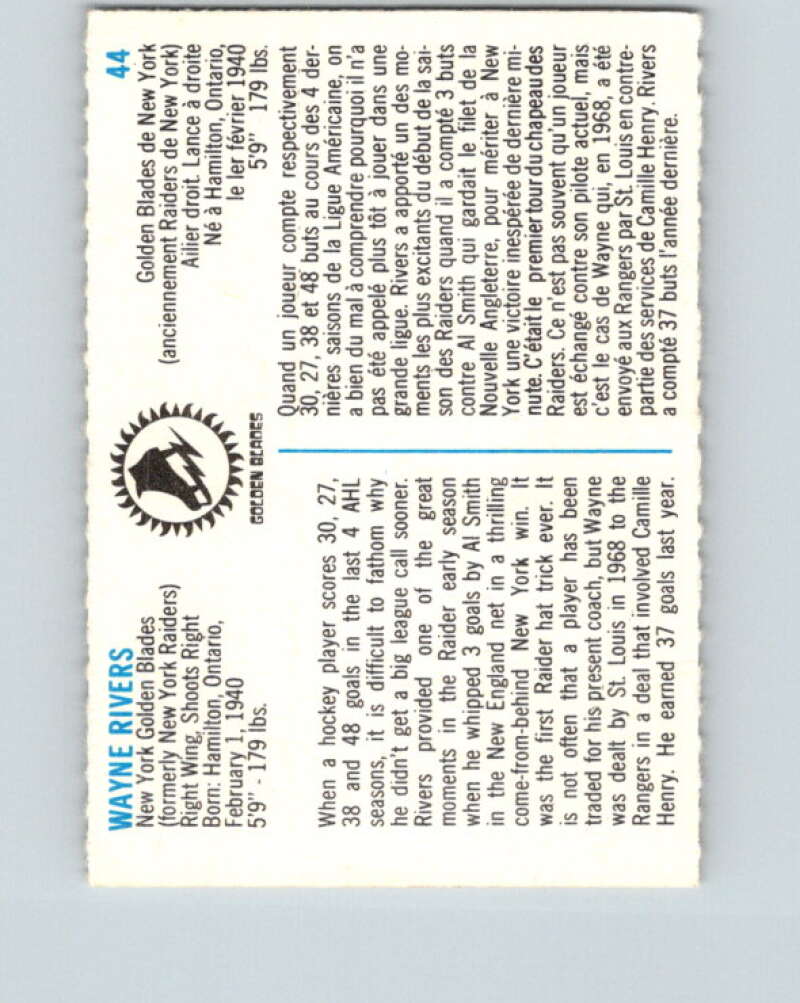 WAYNE RIVERS
New York Golden Blades
(formerly New York Raiders)
Right Wing, Shoots Right
Born: Hamilton, Ontario,
February 1, 1940
5'9" - 179 lbs.
When a hockey player scores 30, 27,
38 and 48 goals in the last 4 AHL
seasons, it is difficult to fathom why
he didn't get a big league call sooner.
Rivers provided one of the great
moments in the Raider early season
when he whipped 3 goals by Al Smith
in the New England net in a thrilling
come-from-behind New York win. It
was the first Raider hat trick ever. It
is not often that a player has been
traded for his present coach, but Wayne
was dealt by St. Louis in 1968 to the
Rangers in a deal that involved Camille
Henry. He earned 37 goals last year.
GOLDEN BLADES
44
Golden Blades de New York
(anciennement Raiders de New York)
Ailier droit. Lance à droite
Né à Hamilton, Ontario,
le 1er février 1940
5'9" - 179 lbs.
Quand un joueur compte respectivement
30, 27, 38 et 48 buts au cours des 4 der-
nières saisons de la Ligue Américaine, on
a bien du mal à comprendre pourquoi il n'a
pas été appelé plus tôt à jouer dans une
grande ligue. Rivers a apporté un des mo-
ments les plus excitants du début de la sai-
son des Raiders quand il a compté 3 buts
contre Al Smith qui gardait le filet de la
Nouvelle Angleterre, pour mériter à New
York une victoire inespérée de dernière mi-
nute. C'était le premier tour du chapeau des
Raiders. Ce n'est pas souvent qu'un joueur
est échangé contre son pilote actuel, mais
c'est le cas de Wayne qui, en 1968, a été
envoyé aux Rangers par St. Louis en contre-
partie des services de Camille Henry. Rivers
a compté 37 buts l'année dernière.